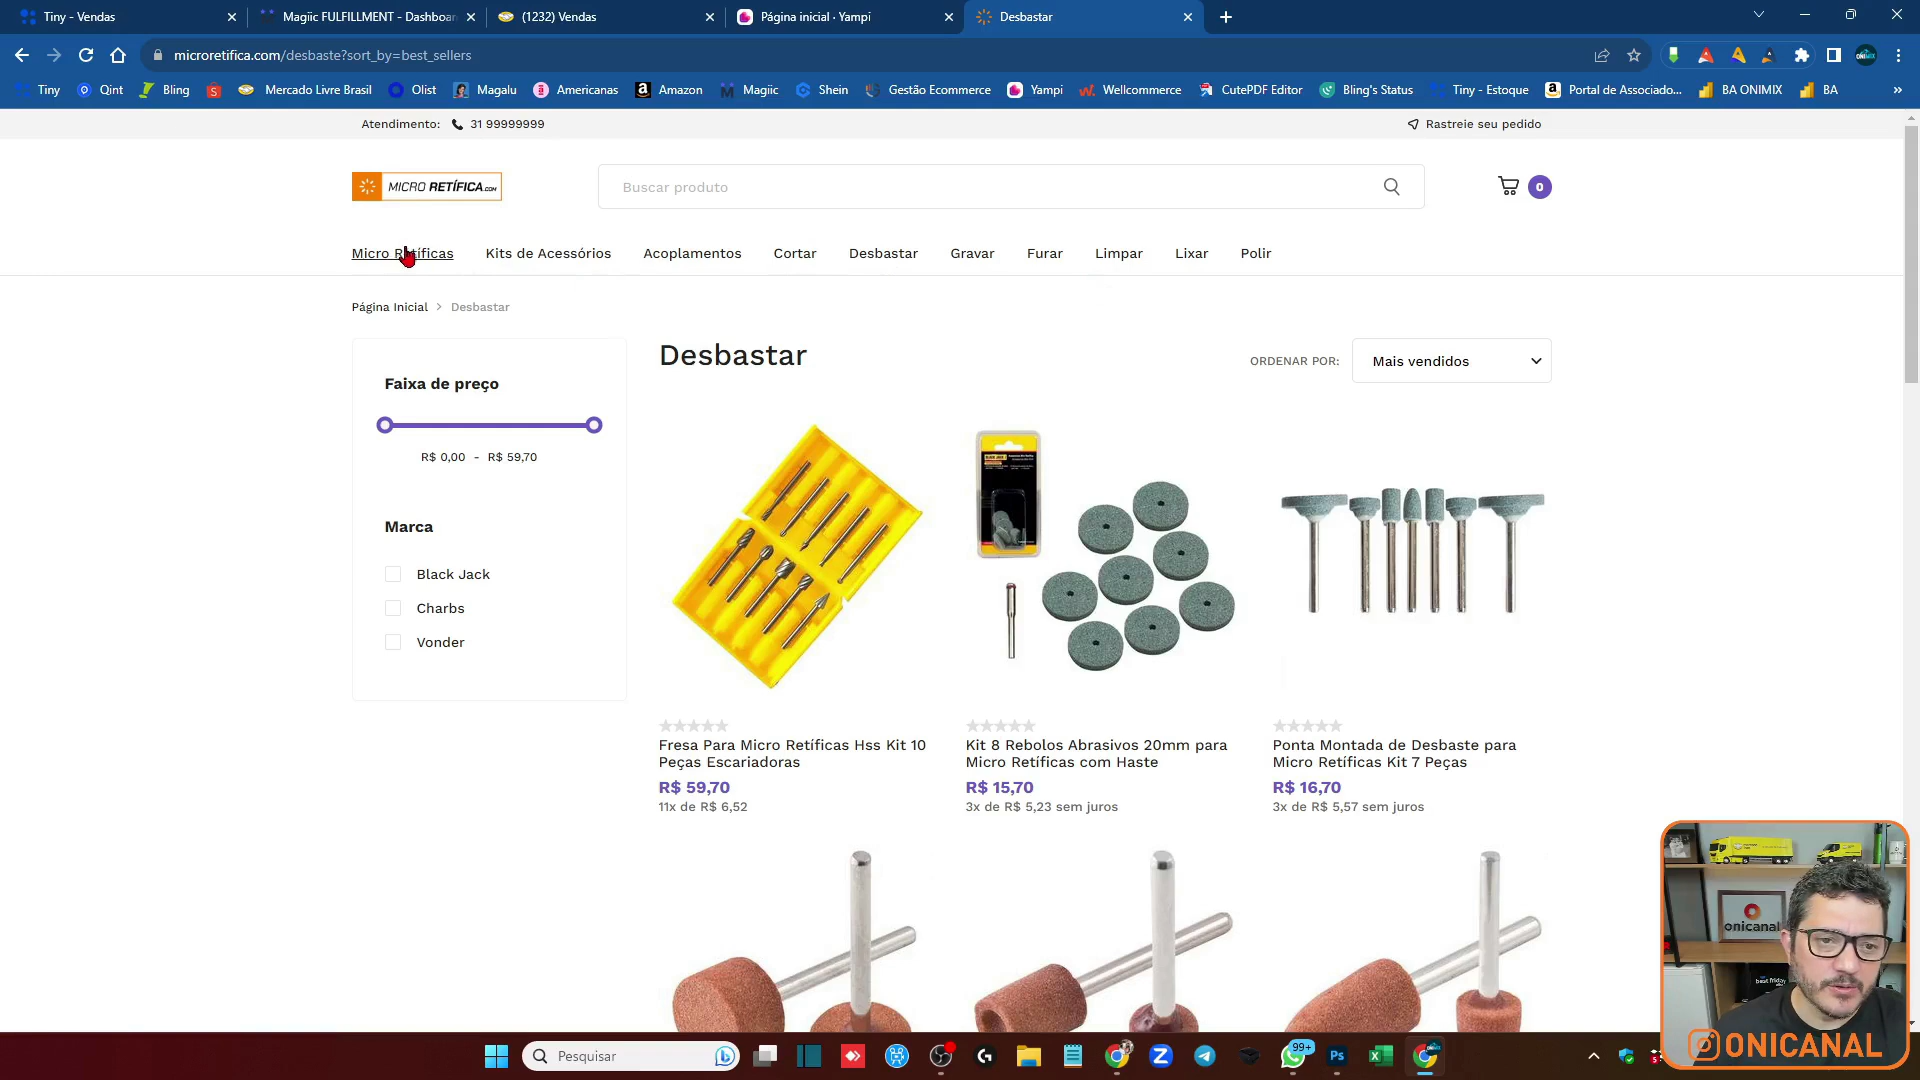 Tiny - Vendas
Magiic FULFILLMENT - Dashboar
(1232) Vendas
Página inicial · Yampi
Desbastar
microretifica.com/desbaste?sort_by=best_sellers
Tiny
Qint
Bling
Mercado Livre Brasil
Olist
Magalu
Americanas
Amazon
Magiic
Shein
Gestão Ecommerce
Yampi
Wellcommerce
CutePDF Editor
Bling's Status
Tiny - Estoque
Portal de Associado...
BA ONIMIX
BA
»
Atendimento: 31 99999999
Rastreie seu pedido
MICRO RETÍFICA.COM
Buscar produto
0
Micro Retíficas
Kits de Acessórios
Acoplamentos
Cortar
Desbastar
Gravar
Furar
Limpar
Lixar
Polir
Página Inicial > Desbastar
Faixa de preço
R$ 0,00 - R$ 59,70
Marca
Black Jack
Charbs
Vonder
Desbastar
ORDENAR POR:
Mais vendidos
Fresa Para Micro Retíficas Hss Kit 10
Peças Escariadoras
R$ 59,70
11x de R$ 6,52
Kit 8 Rebolos Abrasivos 20mm para
Micro Retíficas com Haste
R$ 15,70
3x de R$ 5,23 sem juros
Ponta Montada de Desbaste para
Micro Retíficas Kit 7 Peças
R$ 16,70
3x de R$ 5,57 sem juros
onicanal
best friday
ONICANAL
Pesquisar
99+
Ps